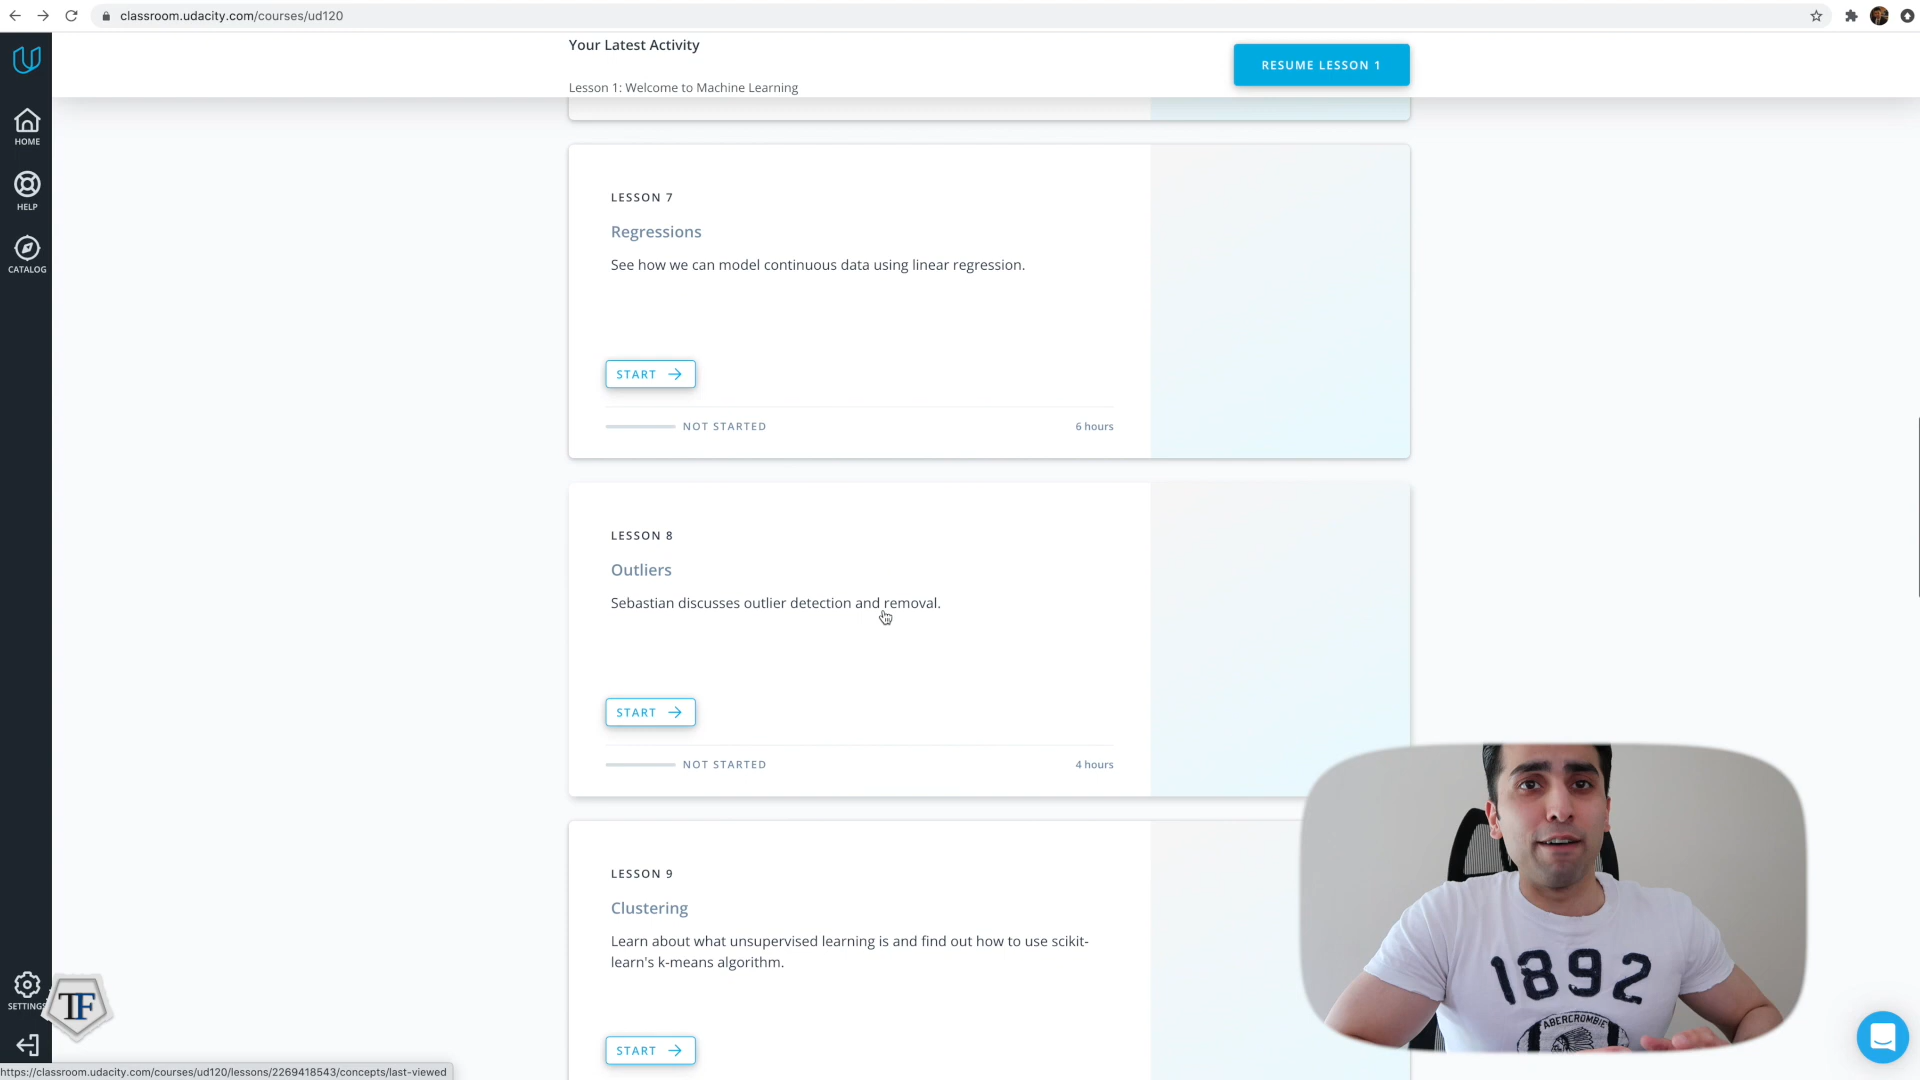 classroom.udacity.com/courses/ud120
Your Latest Activity
Lesson 1: Welcome to Machine Learning
RESUME LESSON 1
HOME
HELP
CATALOG
LESSON 7
Regressions
See how we can model continuous data using linear regression.
START
NOT STARTED
6 hours
LESSON 8
Outliers
Sebastian discusses outlier detection and removal.
START
NOT STARTED
4 hours
LESSON 9
Clustering
Learn about what unsupervised learning is and find out how to use scikit-
learn's k-means algorithm.
START
SETTINGS
TF
1892
ABERCROMBIE
https://classroom.udacity.com/courses/ud120/lessons/2269418543/concepts/last-viewed